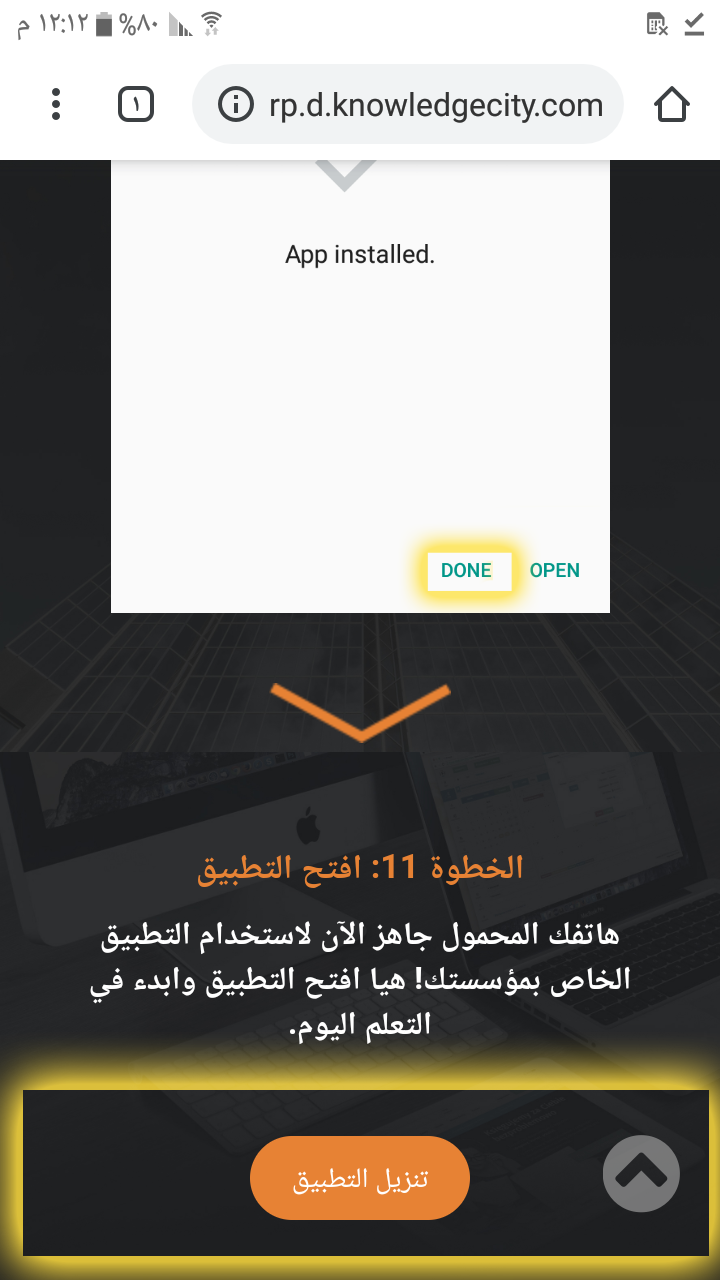 ١٢:١٢ م %٨٠
١ rp.d.knowledgecity.com
App installed.
DONE OPEN
الخطوة 11: افتح التطبيق
هاتفك المحمول جاهز الآن لاستخدام التطبيق
الخاص بمؤسستك! هيا افتح التطبيق وابدء في
التعلم اليوم.
تنزيل التطبيق